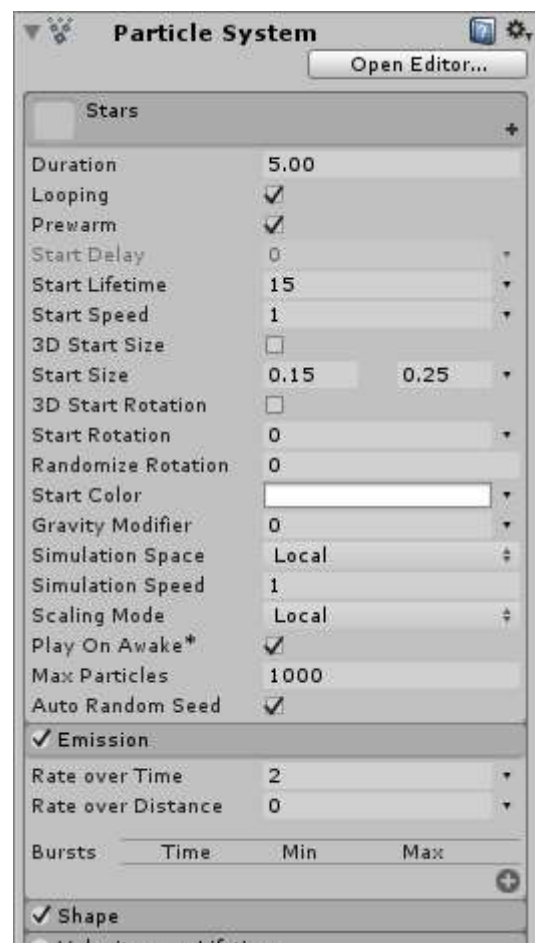 Particle System
Open Editor...
Stars
Duration 5.00
Looping
Prewarm
Start Delay 0
Start Lifetime 15
Start Speed 1
3D Start Size
Start Size 0.15 0.25
3D Start Rotation
Start Rotation 0
Randomize Rotation 0
Start Color
Gravity Modifier 0
Simulation Space Local
Simulation Speed 1
Scaling Mode Local
Play On Awake*
Max Particles 1000
Auto Random Seed
Emission
Rate over Time 2
Rate over Distance 0
Bursts Time Min Max
Shape